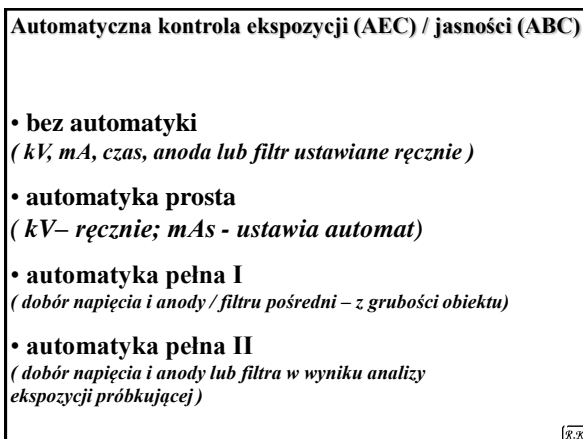 Automatyczna kontrola ekspozycji (AEC) / jasności (ABC)
• bez automatyki
( kV, mA, czas, anoda lub filtr ustawiane ręcznie )
• automatyka prosta
( kV– ręcznie; mAs - ustawia automat)
• automatyka pełna I
( dobór napięcia i anody / filtru pośredni – z grubości obiektu)
• automatyka pełna II
( dobór napięcia i anody lub filtra w wyniku analizy
ekspozycji próbkującej )